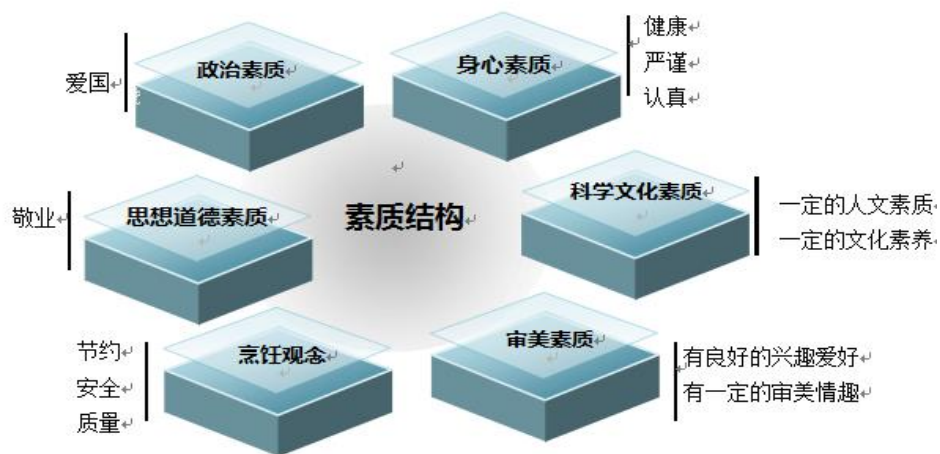 政治素质
爱国
身心素质
健康
严谨
认真
素质结构
思想道德素质
敬业
科学文化素质
一定的人文素质
一定的文化素养
烹饪观念
节约
安全
质量
审美素质
有良好的兴趣爱好
有一定的审美情趣